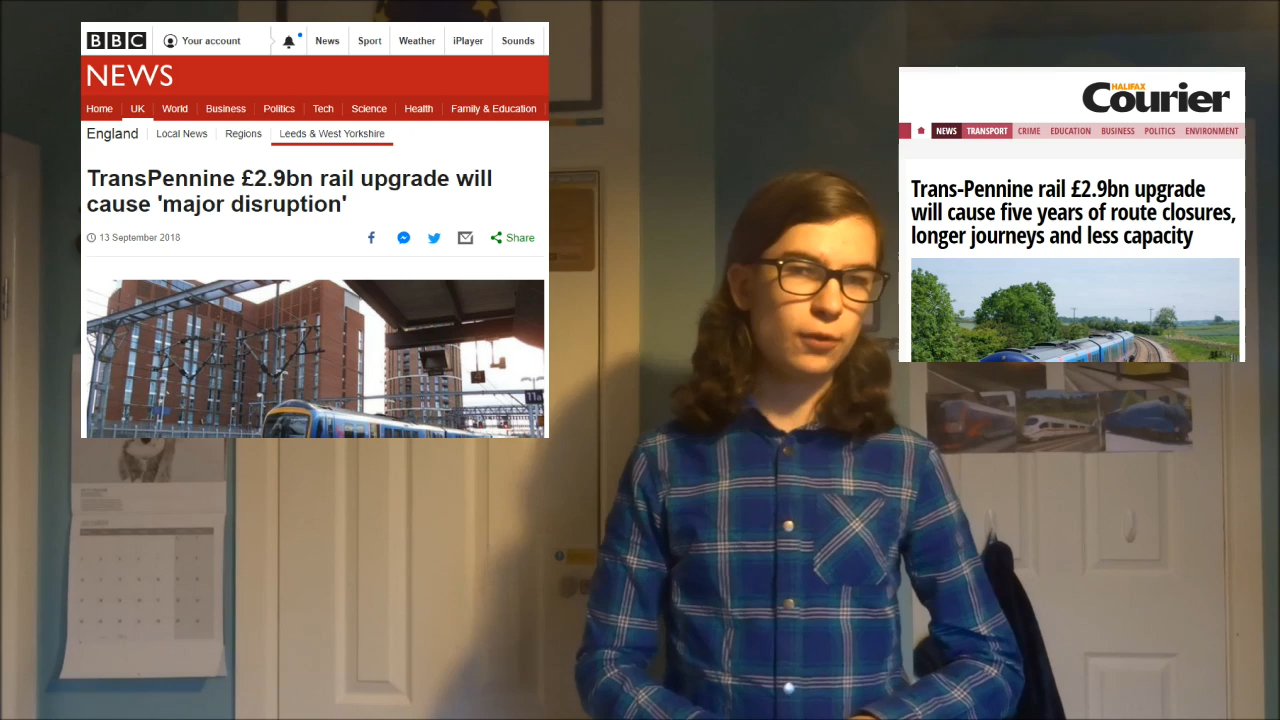 BBC
Your account
News
Sport
Weather
iPlayer
Sounds
NEWS
Home
UK
World
Business
Politics
Tech
Science
Health
Family & Education
England
Local News
Regions
Leeds & West Yorkshire
TransPennine £2.9bn rail upgrade will
cause 'major disruption'
13 September 2018
Share
HALIFAX
Courier
NEWS
TRANSPORT
CRIME
EDUCATION
BUSINESS
POLITICS
ENVIRONMENT
Trans-Pennine rail £2.9bn upgrade
will cause five years of route closures,
longer journeys and less capacity